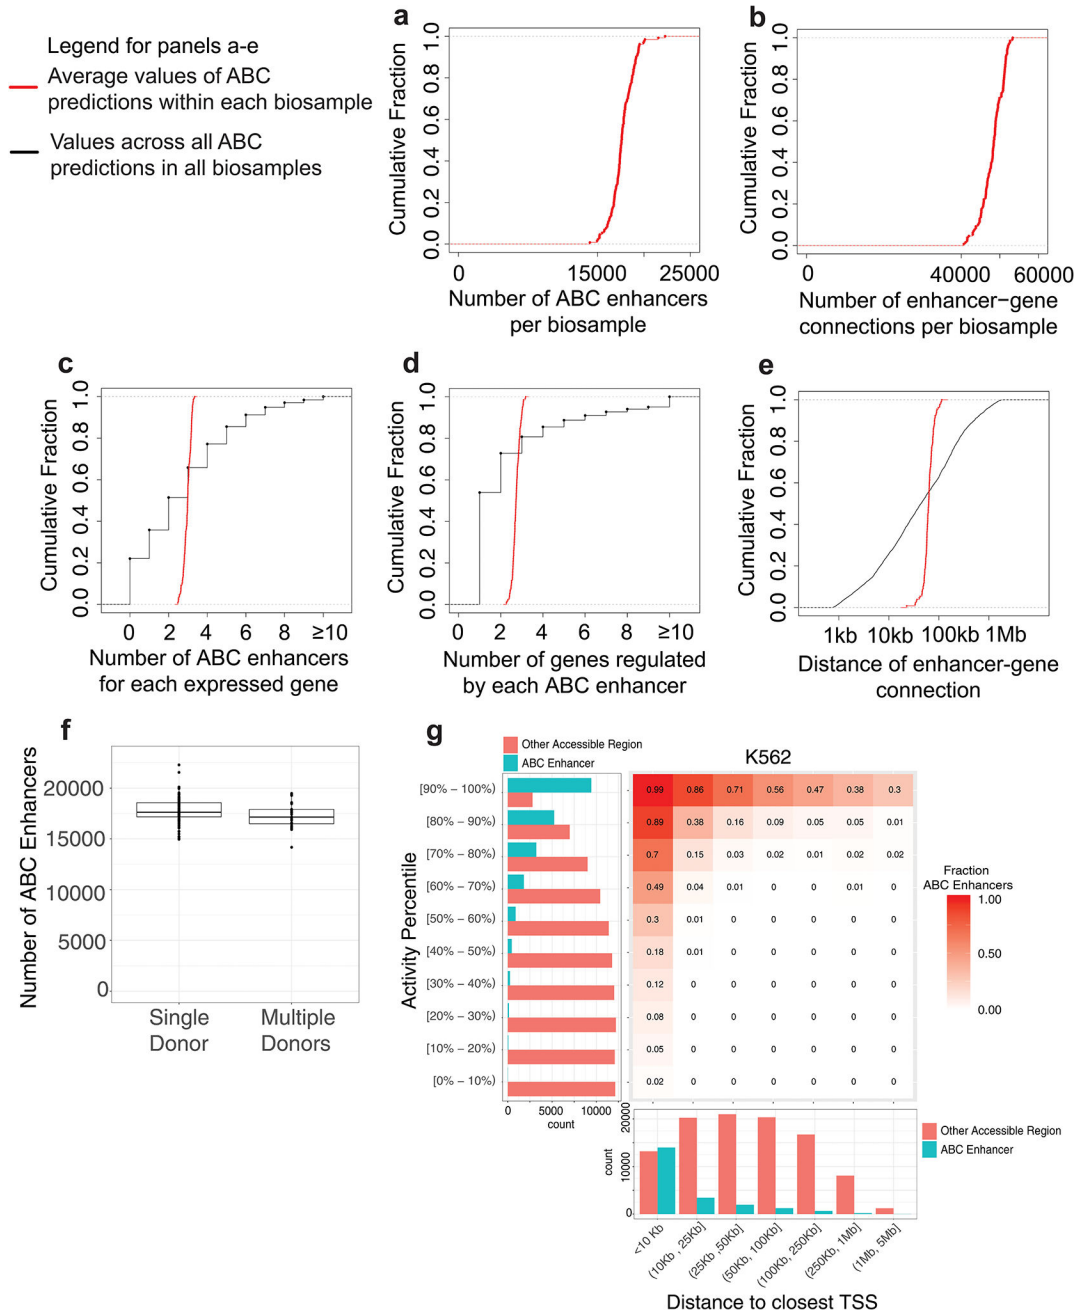 Legend for panels a-e
Average values of ABC
predictions within each biosample
Values across all ABC
predictions in all biosamples
a
Cumulative Fraction
0.0 0.2 0.4 0.6 0.8 1.0
0 15000 25000
Number of ABC enhancers
per biosample
b
Cumulative Fraction
0.0 0.2 0.4 0.6 0.8 1.0
0 40000 60000
Number of enhancer−gene
connections per biosample
c
Cumulative Fraction
0.0 0.2 0.4 0.6 0.8 1.0
0 2 4 6 8 ≥10
Number of ABC enhancers
for each expressed gene
d
Cumulative Fraction
0.0 0.2 0.4 0.6 0.8 1.0
0 2 4 6 8 ≥10
Number of genes regulated
by each ABC enhancer
e
Cumulative Fraction
0.0 0.2 0.4 0.6 0.8 1.0
1kb 10kb 100kb 1Mb
Distance of enhancer-gene
connection
f
Number of ABC Enhancers
20000
15000
10000
5000
0
Single
Donor
Multiple
Donors
g
Other Accessible Region
ABC Enhancer
K562
Activity Percentile
[90% − 100%)
[80% − 90%)
[70% − 80%)
[60% − 70%)
[50% − 60%)
[40% − 50%)
[30% − 40%)
[20% − 30%)
[10% − 20%)
[0% − 10%)
0 5000 10000
count
0.99 0.86 0.71 0.56 0.47 0.38 0.3
0.89 0.38 0.16 0.09 0.05 0.05 0.01
0.7 0.15 0.03 0.02 0.01 0.02 0.02
0.49 0.04 0.01 0 0 0.01 0
0.3 0.01 0 0 0 0 0
0.18 0.01 0 0 0 0 0
0.12 0 0 0 0 0 0
0.08 0 0 0 0 0 0
0.05 0 0 0 0 0 0
0.02 0 0 0 0 0 0
Fraction
ABC Enhancers
1.00
0.50
0.00
count
20000
10000
0
Other Accessible Region
ABC Enhancer
<10 Kb
(10Kb , 25Kb]
(25Kb ,50Kb]
(50Kb, 100Kb]
(100Kb, 250Kb]
(250Kb, 1Mb]
(1Mb, 5Mb]
Distance to closest TSS